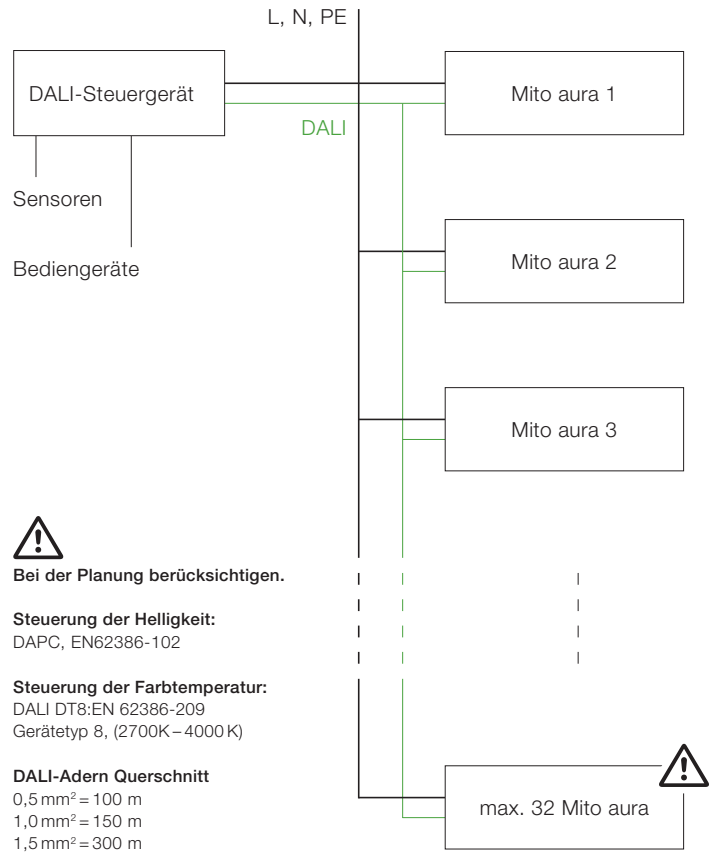 L, N, PE
DALI-Steuergerät
Mito aura 1
DALI
Sensoren
Bediengeräte
Mito aura 2
Mito aura 3
Bei der Planung berücksichtigen.
Steuerung der Helligkeit:
DAPC, EN62386-102
Steuerung der Farbtemperatur:
DALI DT8:EN 62386-209
Gerätetyp 8, (2700K–4000 K)
DALI-Adern Querschnitt
0,5 mm² = 100 m
1,0 mm² = 150 m
1,5 mm² = 300 m
max. 32 Mito aura